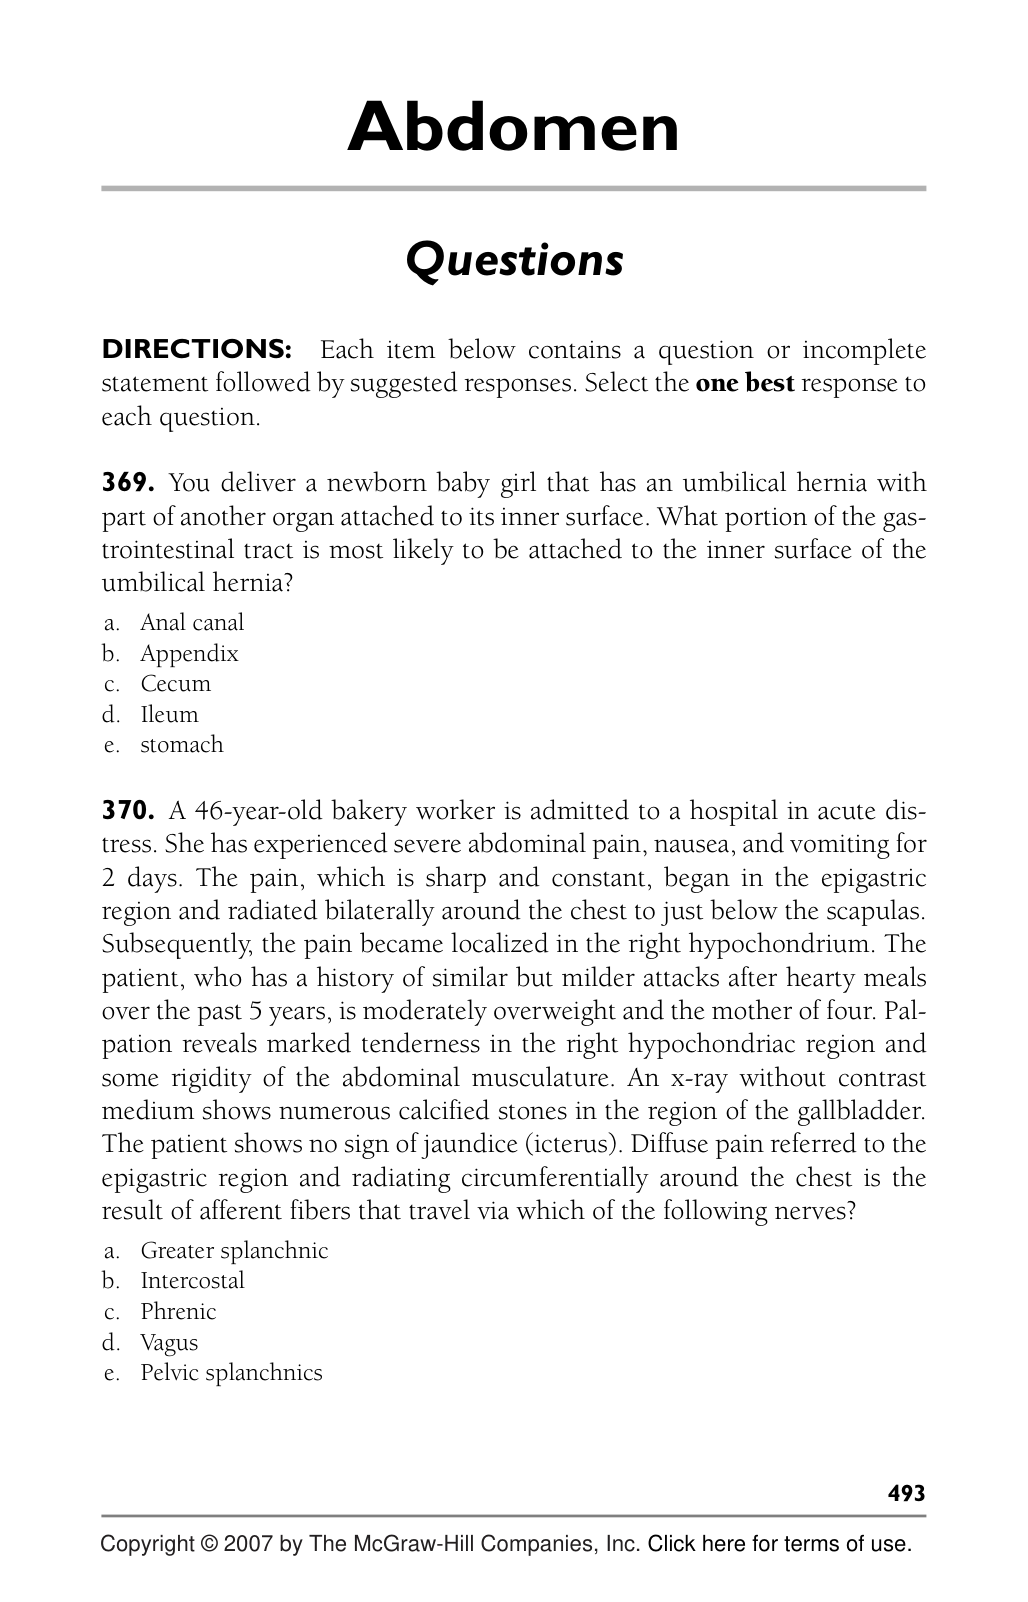 Abdomen
Questions
DIRECTIONS: Each item below contains a question or incomplete
statement followed by suggested responses. Select the one best response to
each question.
369. You deliver a newborn baby girl that has an umbilical hernia with
part of another organ attached to its inner surface. What portion of the gas-
trointestinal tract is most likely to be attached to the inner surface of the
umbilical hernia?
a. Anal canal
b. Appendix
c. Cecum
d. Ileum
e. stomach
370. A 46-year-old bakery worker is admitted to a hospital in acute dis-
tress. She has experienced severe abdominal pain, nausea, and vomiting for
2 days. The pain, which is sharp and constant, began in the epigastric
region and radiated bilaterally around the chest to just below the scapulas.
Subsequently, the pain became localized in the right hypochondrium. The
patient, who has a history of similar but milder attacks after hearty meals
over the past 5 years, is moderately overweight and the mother of four. Pal-
pation reveals marked tenderness in the right hypochondriac region and
some rigidity of the abdominal musculature. An x-ray without contrast
medium shows numerous calcified stones in the region of the gallbladder.
The patient shows no sign of jaundice (icterus). Diffuse pain referred to the
epigastric region and radiating circumferentially around the chest is the
result of afferent fibers that travel via which of the following nerves?
a. Greater splanchnic
b. Intercostal
c. Phrenic
d. Vagus
e. Pelvic splanchnics
493
Copyright © 2007 by The McGraw-Hill Companies, Inc. Click here for terms of use.